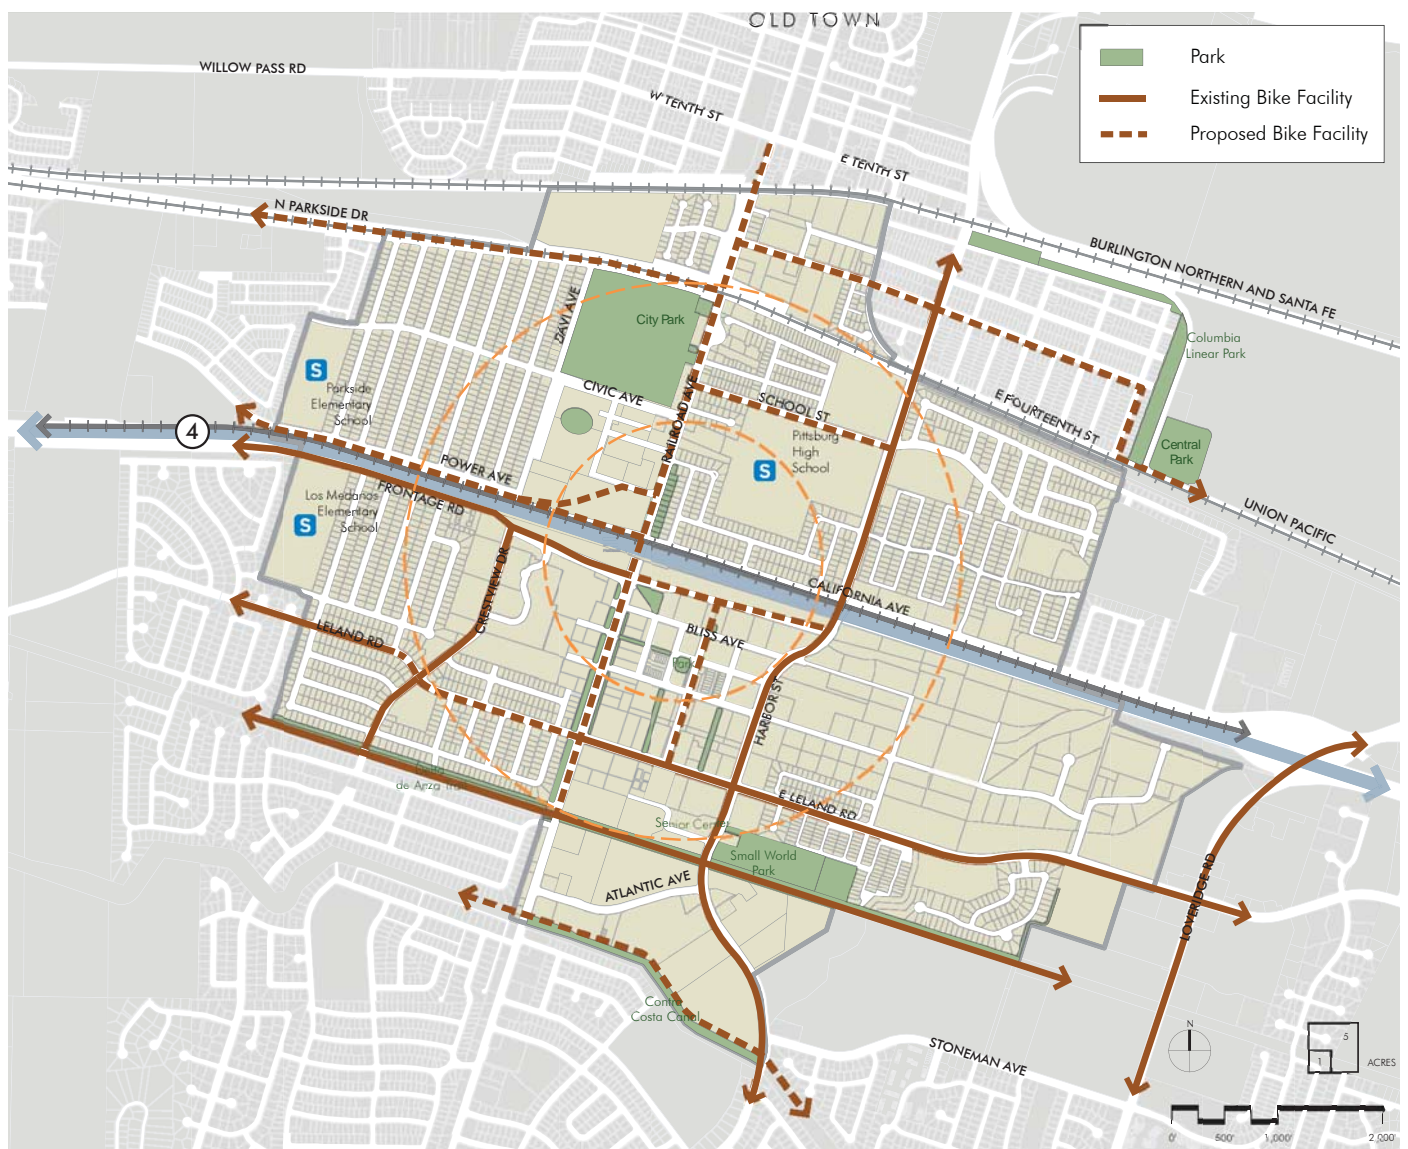 OLD TOWN
Park
Existing Bike Facility
Proposed Bike Facility
WILLOW PASS RD
W TENTH ST
E TENTH ST
N PARKSIDE DR
BURLINGTON NORTHERN AND SANTA FE
DAVI AVE
City Park
Columbia
Linear Park
S
Parkside
Elementary
School
CIVIC AVE
RAILROAD AVE
SCHOOL ST
E FOURTEENTH ST
4
Pittsburg
High
School
S
Central
Park
POWER AVE
FRONTAGE RD
Los Medanos
Elementary
School
S
UNION PACIFIC
CRESTVIEW DR
CALIFORNIA AVE
LELAND RD
BLISS AVE
Park
HARBOR ST
de Anza Trail
E LELAND RD
Senior Center
Small World
Park
ATLANTIC AVE
LOVERIDGE RD
Contra
Costa Canal
STONEMAN AVE
N
5
1
ACRES
0'
500'
1,000'
2,000'